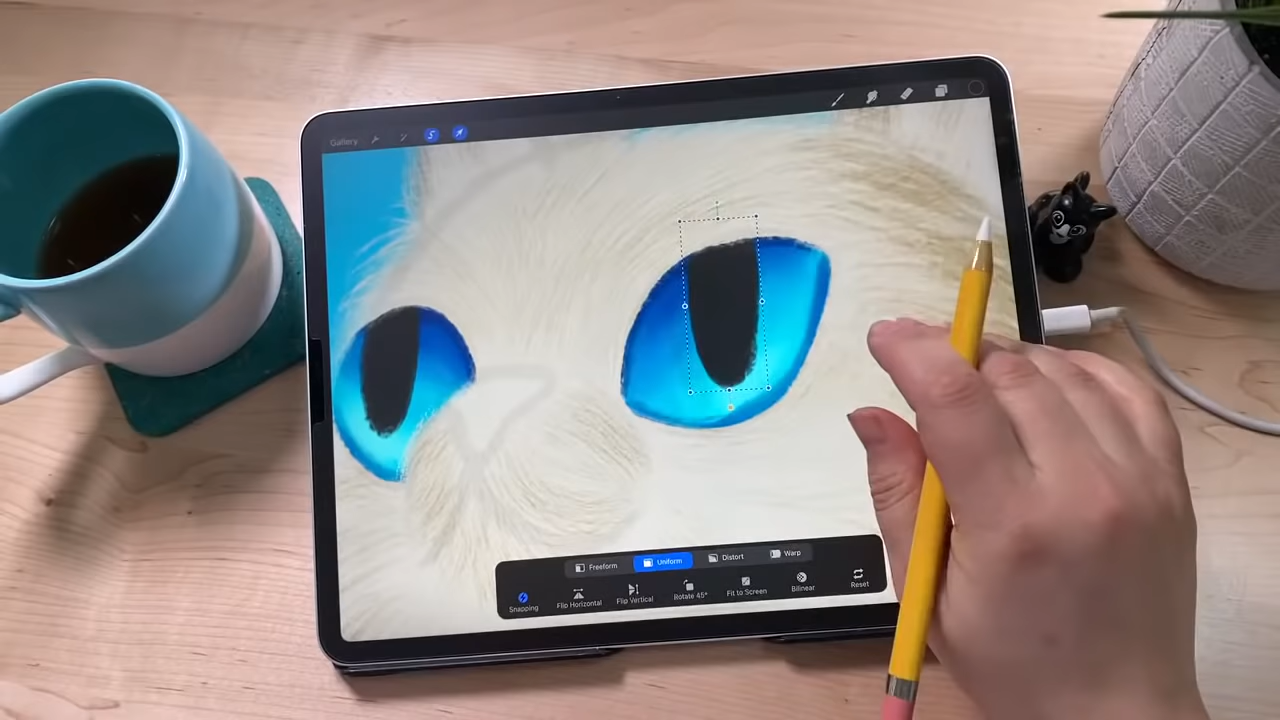 Gallery
Freeform Uniform Distort Warp
Snapping Flip Horizontal Flip Vertical Rotate 45° Fit to Screen Bilinear Reset